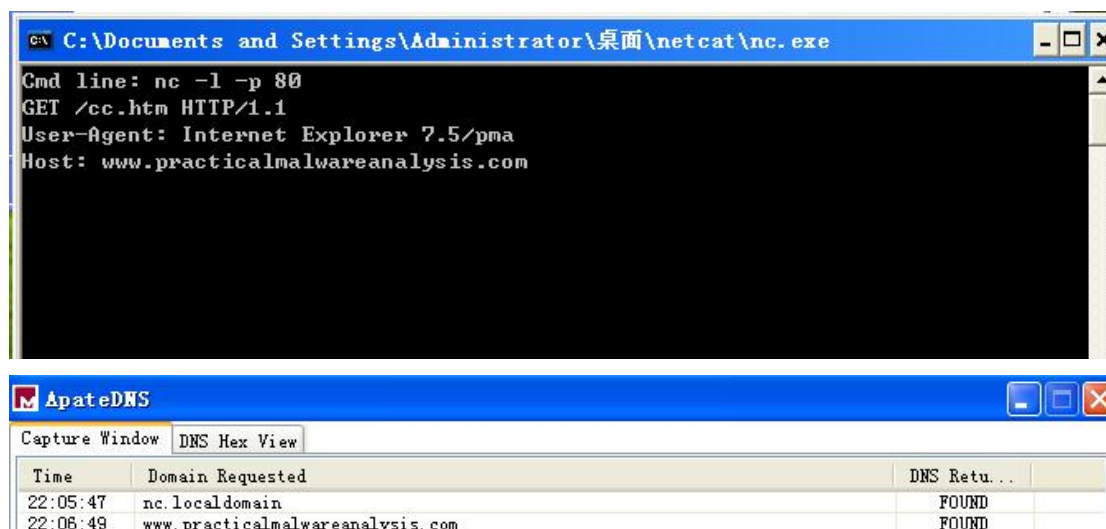 C:\Documents and Settings\Administrator\桌面\netcat\nc.exe
Cmd line: nc -l -p 80
GET /cc.htm HTTP/1.1
User-Agent: Internet Explorer 7.5/pma
Host: www.practicalmalwareanalysis.com
ApateDNS
Capture Window DNS Hex View
Time Domain Requested DNS Retu...
22:05:47 nc.localdomain FOUND
22:06:49 www.practicalmalwareanalysis.com FOUND